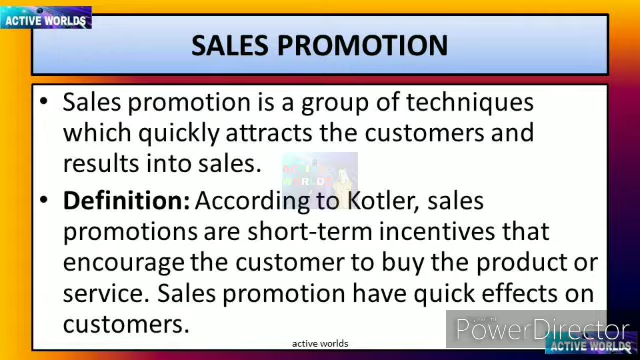 ACTIVE WORLDS
SALES PROMOTION
• Sales promotion is a group of techniques
which quickly attracts the customers and
results into sales.
• Definition: According to Kotler, sales
promotions are short-term incentives that
encourage the customer to buy the product or
service. Sales promotion have quick effects on
customers.
active worlds
PowerDirector
ACTIVE WORLDS